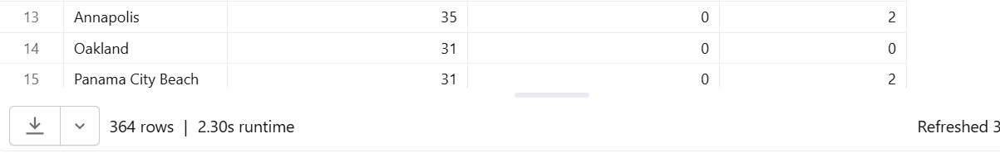 13 Annapolis 35 0 2
14 Oakland 31 0 0
15 Panama City Beach 31 0 2
364 rows | 2.30s runtime Refreshed 3